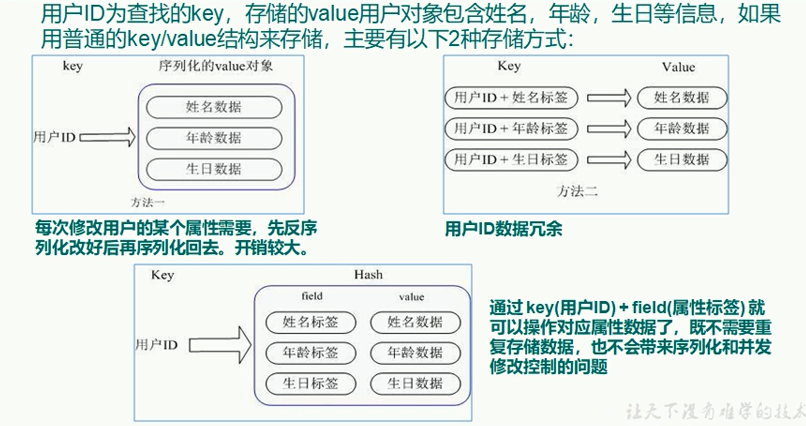 用户ID为查找的key，存储的value用户对象包含姓名，年龄，生日等信息，如果
用普通的key/value结构来存储，主要有以下2种存储方式：
key 序列化的value对象
姓名数据
用户ID
年龄数据
生日数据
方法一
每次修改用户的某个属性需要，先反序
列化改好后再序列化回去。开销较大。
Key Value
用户ID + 姓名标签 姓名数据
用户ID + 年龄标签 年龄数据
用户ID + 生日标签 生日数据
方法二
用户ID数据冗余
Key Hash
field value
姓名标签 姓名数据
用户ID
年龄标签 年龄数据
生日标签 生日数据
通过 key(用户ID) + field(属性标签) 就
可以操作对应属性数据了，既不需要重
复存储数据，也不会带来序列化和并发
修改控制的问题
让天下没有难学的技术